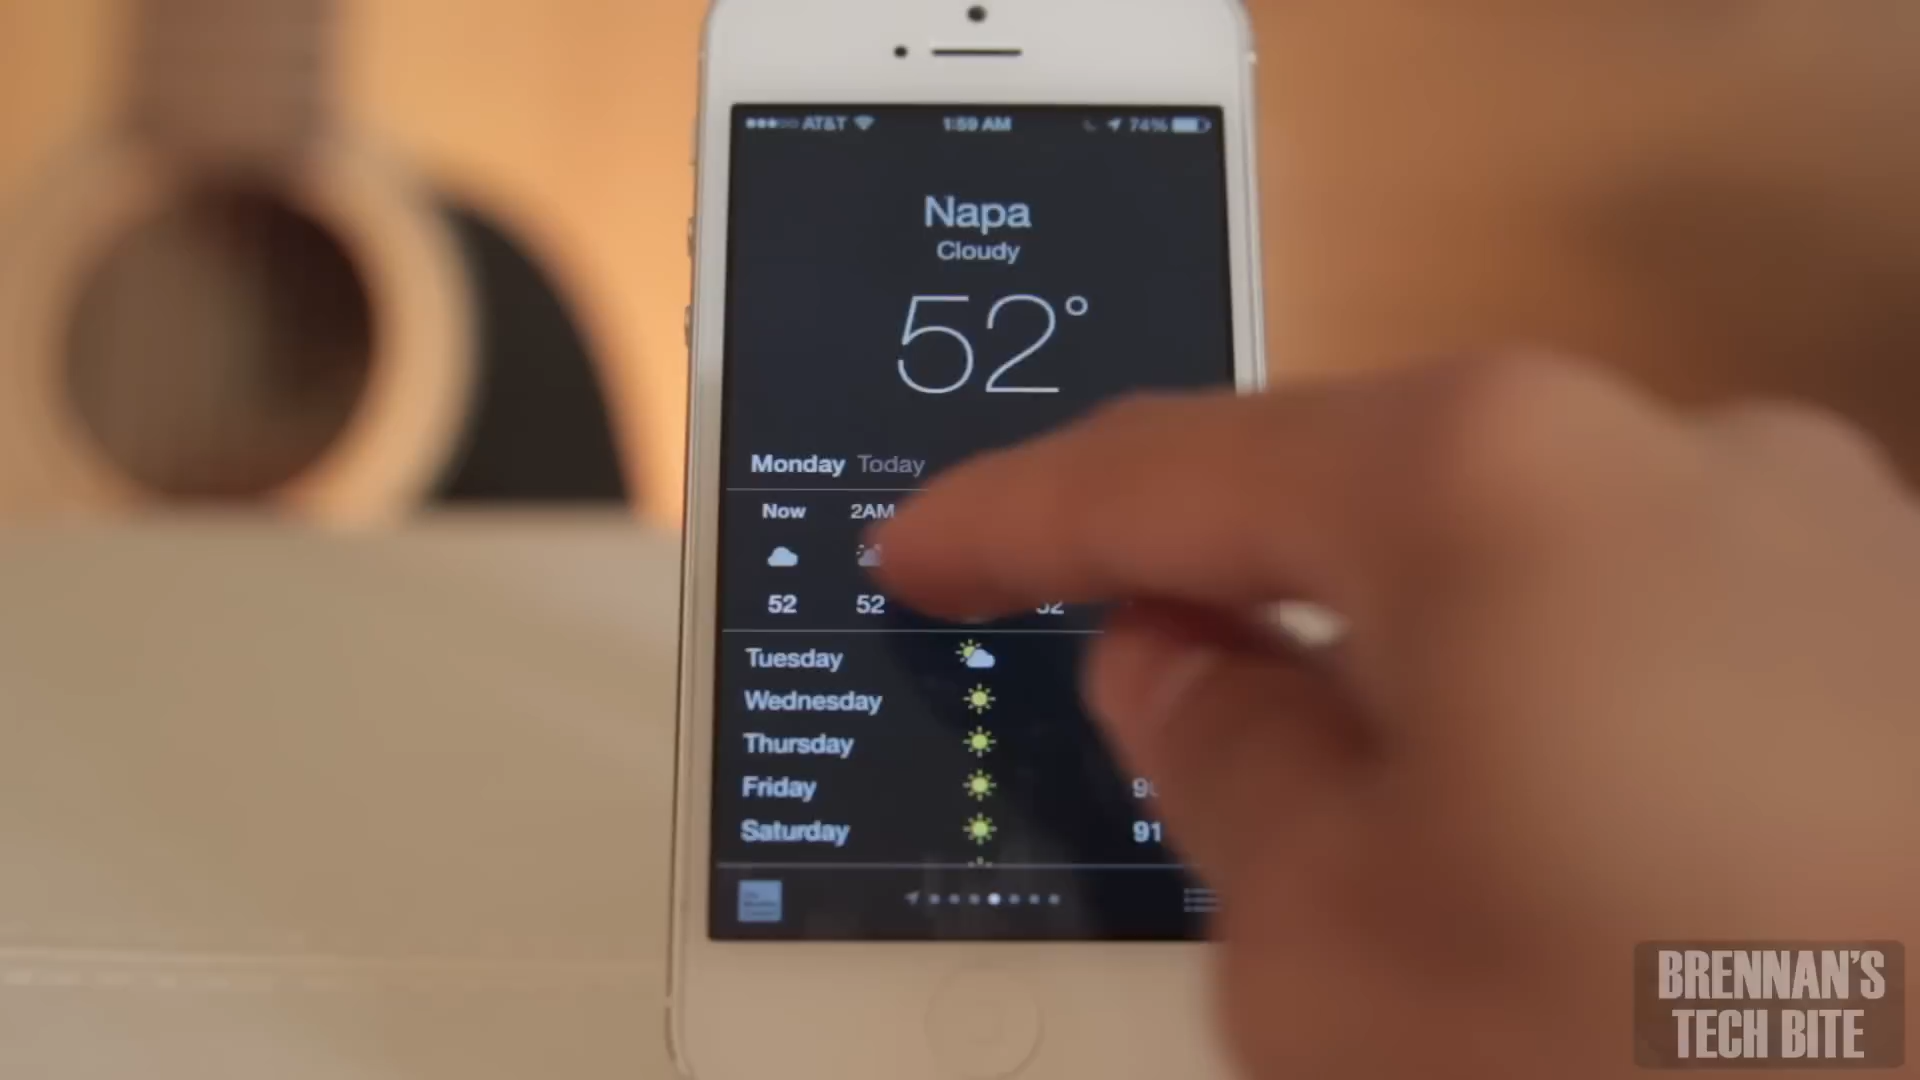 AT&T 1:59 AM 74%
Napa
Cloudy
52°
Monday Today
Now 2AM
52 52 52
Tuesday
Wednesday
Thursday
Friday
Saturday 91
BRENNAN'S
TECH BITE